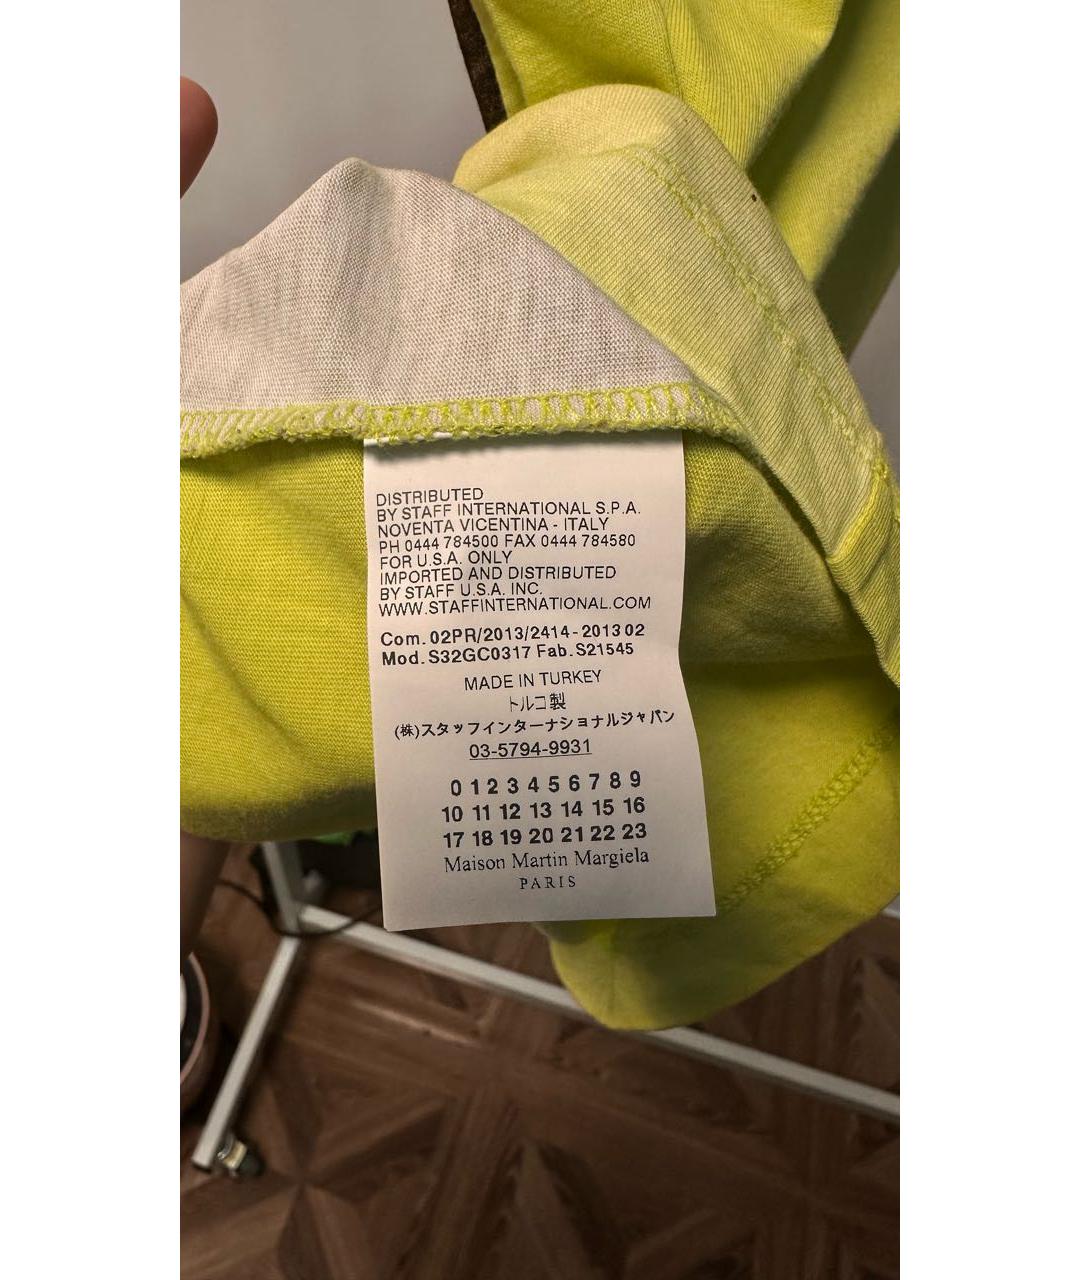 DISTRIBUTED
BY STAFF INTERNATIONAL S.P.A.
NOVENTA VICENTINA - ITALY
PH 0444 784500 FAX 0444 784580
FOR U.S.A. ONLY
IMPORTED AND DISTRIBUTED
BY STAFF U.S.A. INC.
WWW.STAFFINTERNATIONAL.COM
Com. 02PR/2013/2414 - 2013 02
Mod. S32GC0317 Fab. S21545
MADE IN TURKEY
トルコ製
(株)スタッフインターナショナルジャパン
03-5794-9931
0 1 2 3 4 5 6 7 8 9
10 11 12 13 14 15 16
17 18 19 20 21 22 23
Maison Martin Margiela
PARIS